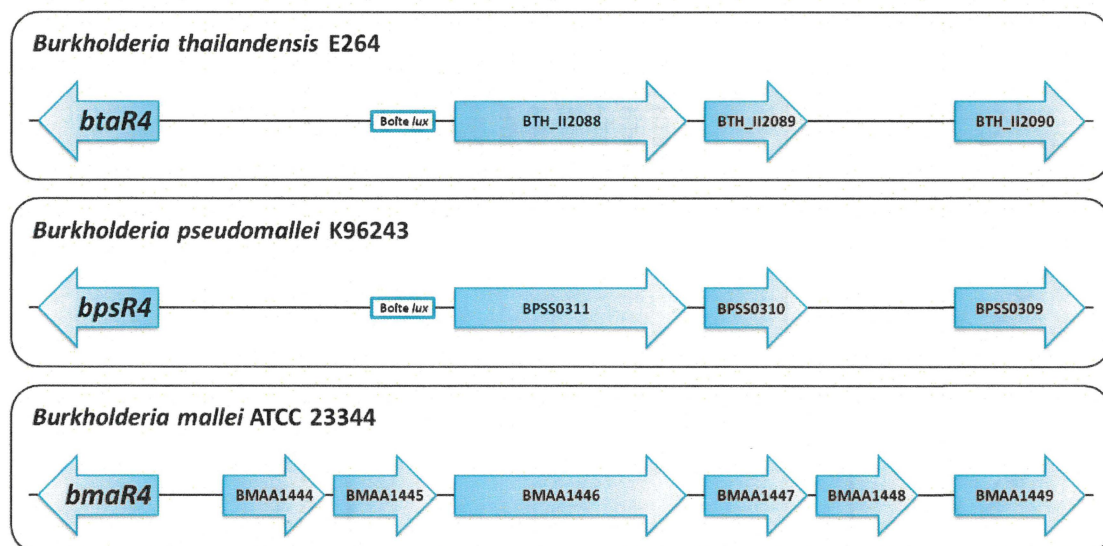 Burkholderia thailandensis E264
btaR4 Boîte lux BTH_II2088 BTH_II2089 BTH_II2090
Burkholderia pseudomallei K96243
bpsR4 Boîte lux BPSS0311 BPSS0310 BPSS0309
Burkholderia mallei ATCC 23344
bmaR4 BMAA1444 BMAA1445 BMAA1446 BMAA1447 BMAA1448 BMAA1449